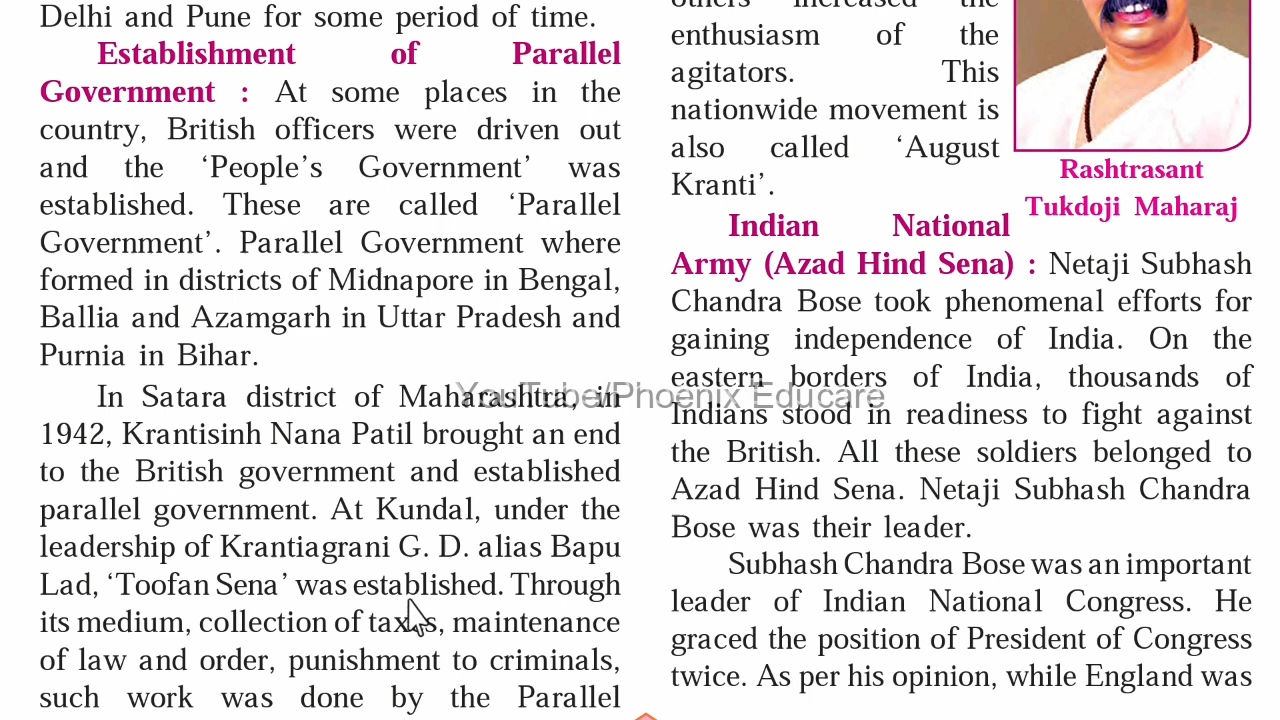 Delhi and Pune for some period of time.
Establishment of Parallel
Government : At some places in the
country, British officers were driven out
and the ‘People’s Government’ was
established. These are called ‘Parallel
Government’. Parallel Government where
formed in districts of Midnapore in Bengal,
Ballia and Azamgarh in Uttar Pradesh and
Purnia in Bihar.
In Satara district of Maharashtra, in
1942, Krantisinh Nana Patil brought an end
to the British government and established
parallel government. At Kundal, under the
leadership of Krantiagrani G. D. alias Bapu
Lad, ‘Toofan Sena’ was established. Through
its medium, collection of taxes, maintenance
of law and order, punishment to criminals,
such work was done by the Parallel
others increased the
enthusiasm of the
agitators. This
nationwide movement is
also called ‘August
Kranti’.
Rashtrasant
Tukdoji Maharaj
Indian National
Army (Azad Hind Sena) : Netaji Subhash
Chandra Bose took phenomenal efforts for
gaining independence of India. On the
eastern borders of India, thousands of
Indians stood in readiness to fight against
the British. All these soldiers belonged to
Azad Hind Sena. Netaji Subhash Chandra
Bose was their leader.
Subhash Chandra Bose was an important
leader of Indian National Congress. He
graced the position of President of Congress
twice. As per his opinion, while England was
YouTube/Phoenix Educare